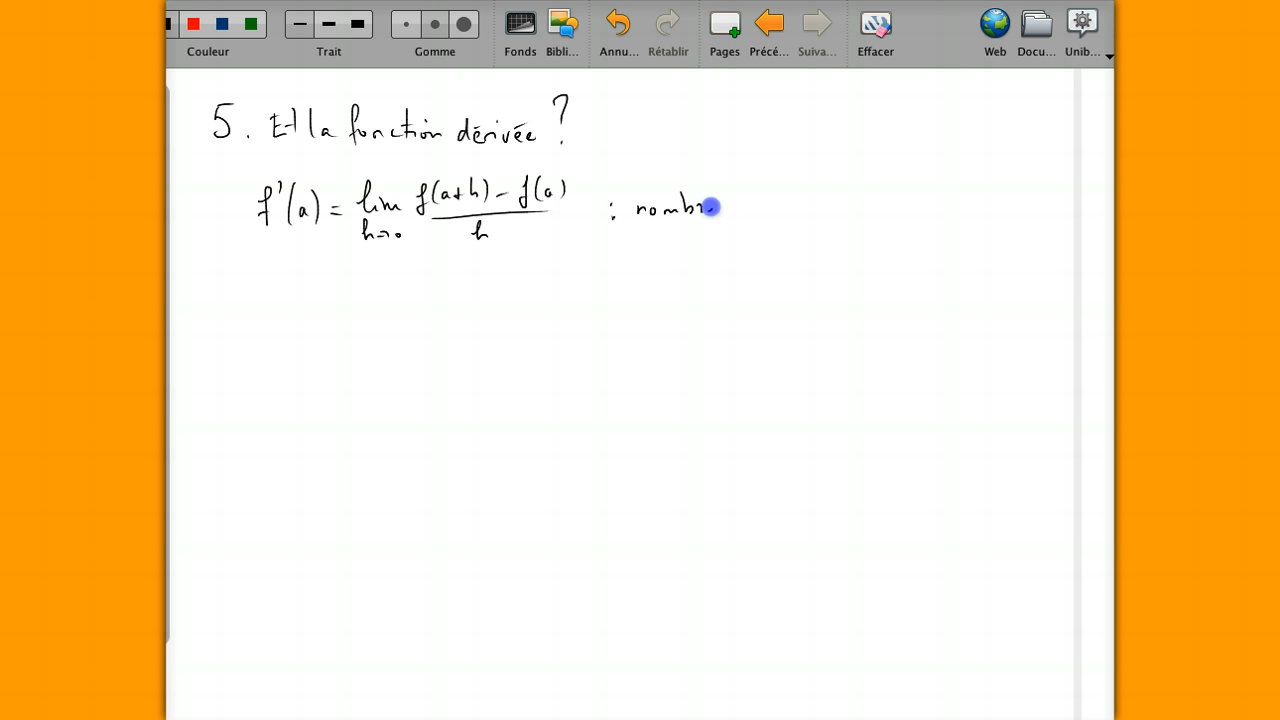 Couleur Trait Gomme Fonds Bibli... Annu... Rétablir Pages Précé... Suiva... Effacer Web Docu... Unib...
5. Et la fonction dérivée ?
f'(a) = lim f(a+h) - f(a) : nombr
h→0 h